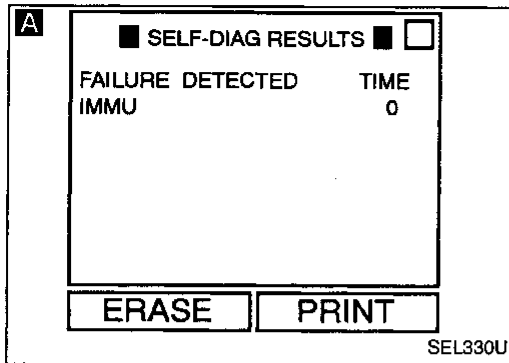 A
SELF-DIAG RESULTS
FAILURE DETECTED TIME
IMMU 0
ERASE PRINT
SEL330U